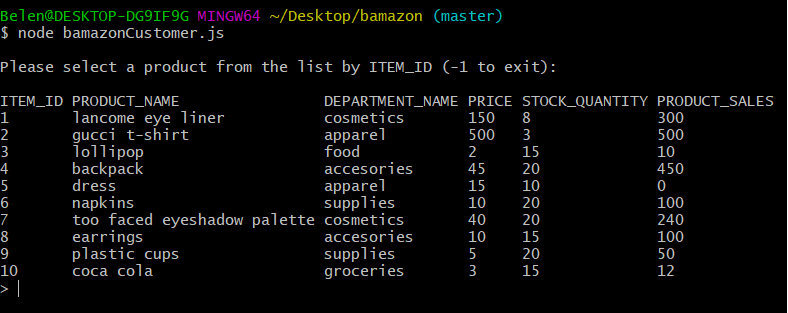 Belen@DESKTOP-DG9IF9G MINGW64 ~/Desktop/bamazon (master)
$ node bamazonCustomer.js
Please select a product from the list by ITEM_ID (-1 to exit):
ITEM_ID PRODUCT_NAME DEPARTMENT_NAME PRICE STOCK_QUANTITY PRODUCT_SALES
1 lancome eye liner cosmetics 150 8 300
2 gucci t-shirt apparel 500 3 500
3 lollipop food 2 15 10
4 backpack accesories 45 20 450
5 dress apparel 15 10 0
6 napkins supplies 10 20 100
7 too faced eyeshadow palette cosmetics 40 20 240
8 earrings accesories 10 15 100
9 plastic cups supplies 5 20 50
10 coca cola groceries 3 15 12
>